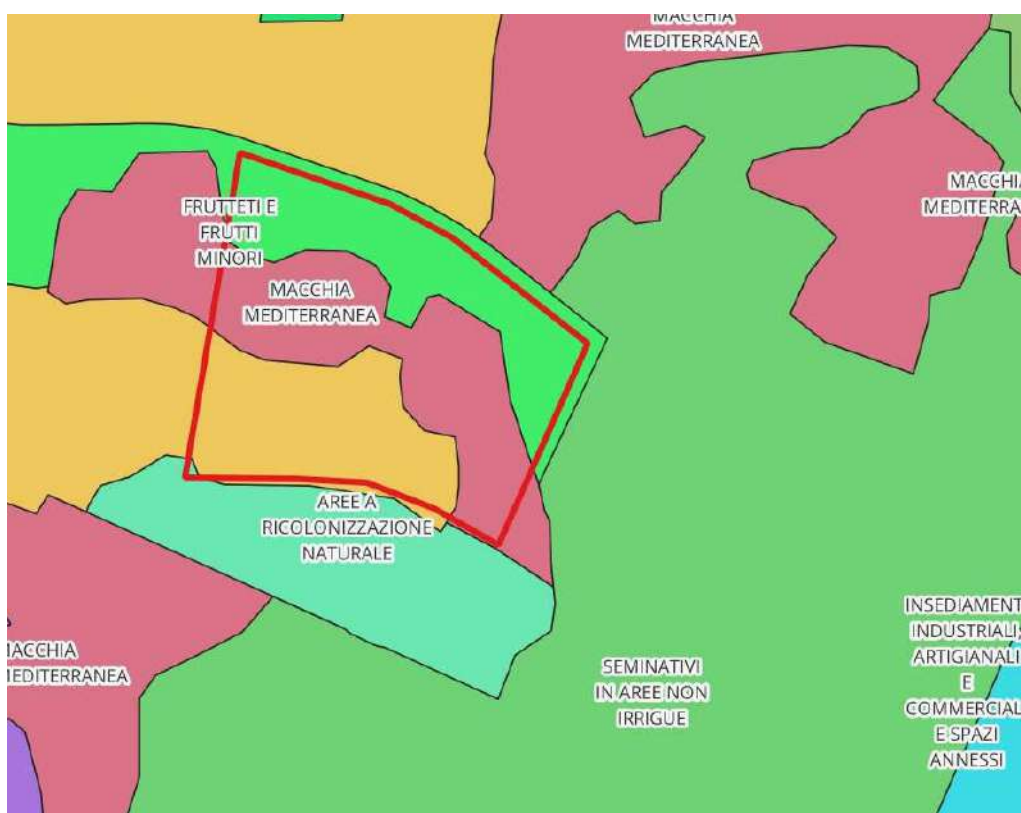 MACCHIA
MEDITERRANEA
MACCHIA
MEDITERRA
FRUTTETI E
FRUTTI
MINORI
MACCHIA
MEDITERRANEA
AREE A
RICOLONIZZAZIONE
NATURALE
MACCHIA
MEDITERRANEA
SEMINATIVI
IN AREE NON
IRRIGUE
INSEDIAMENT
INDUSTRIALI,
ARTIGIANALI
E
COMMERCIAL
E SPAZI
ANNESSI